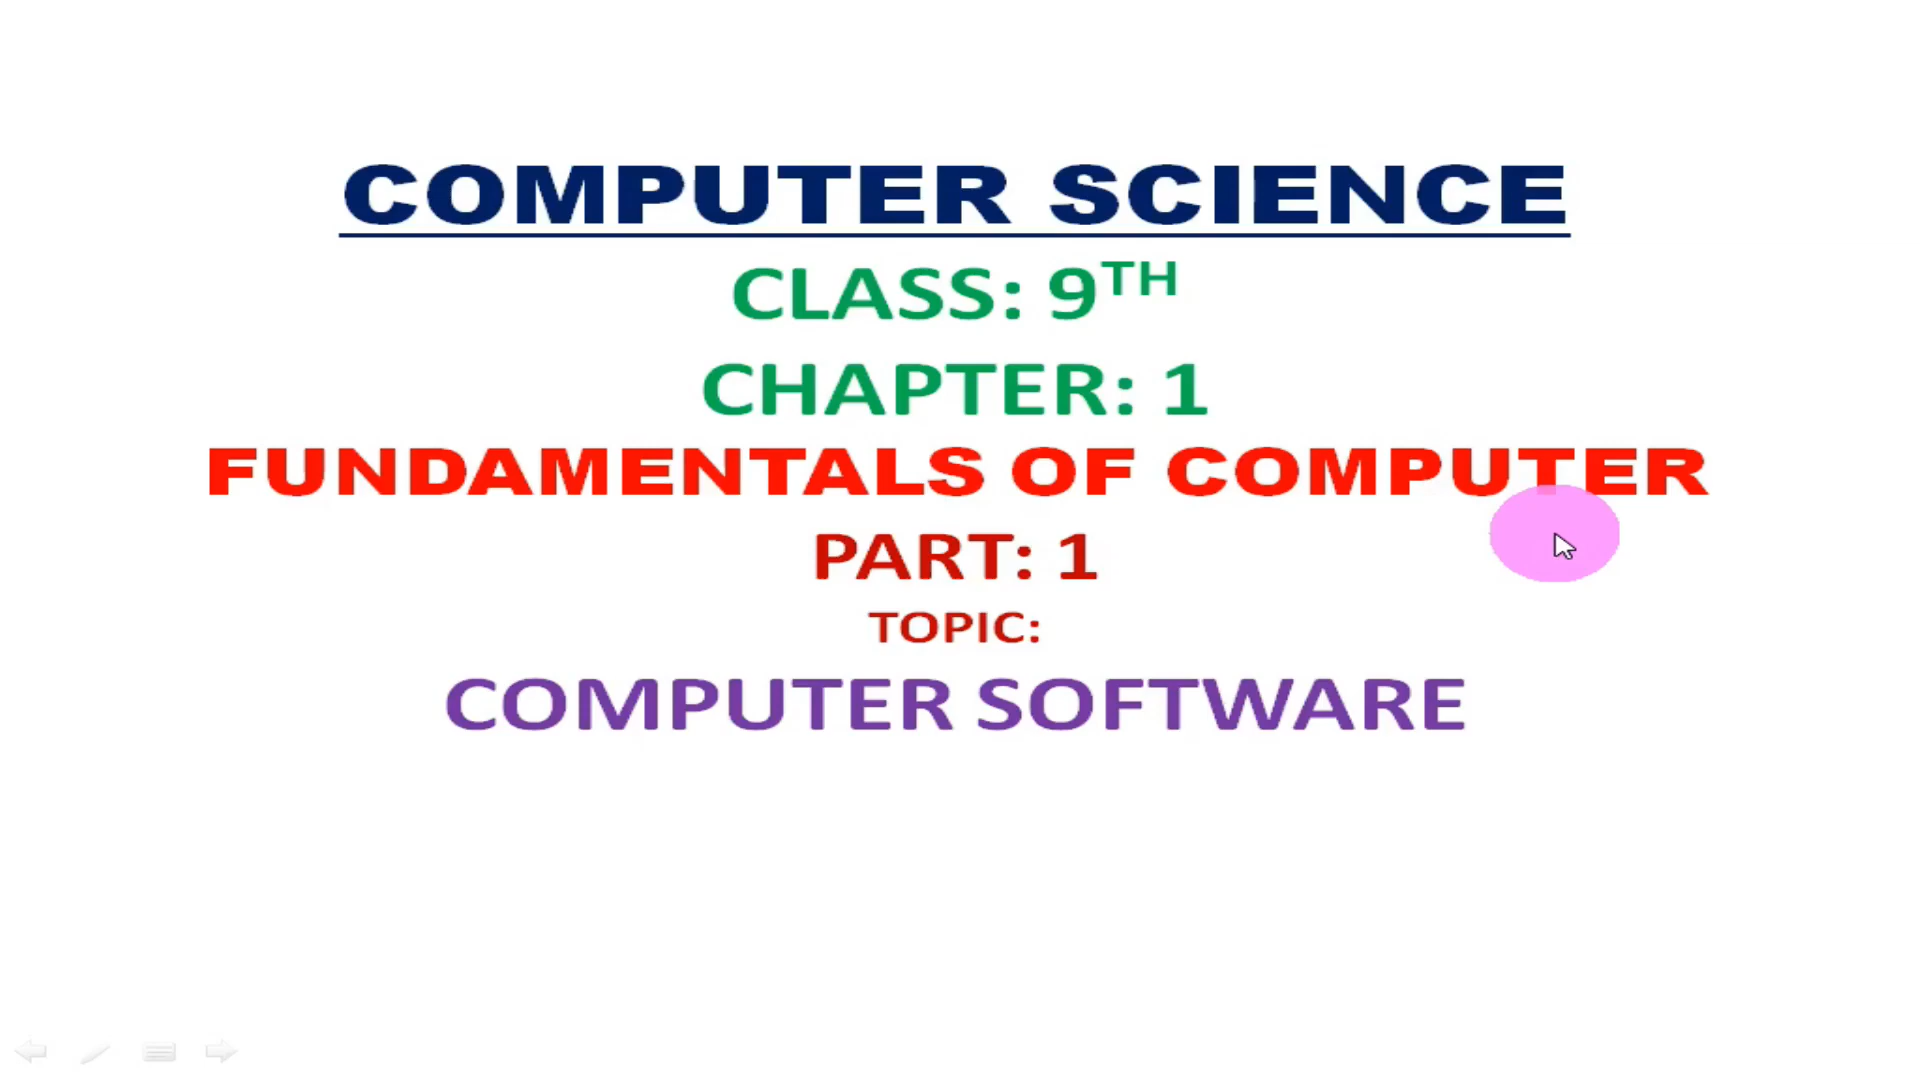 COMPUTER SCIENCE
CLASS: 9TH
CHAPTER: 1
FUNDAMENTALS OF COMPUTER
PART: 1
TOPIC:
COMPUTER SOFTWARE